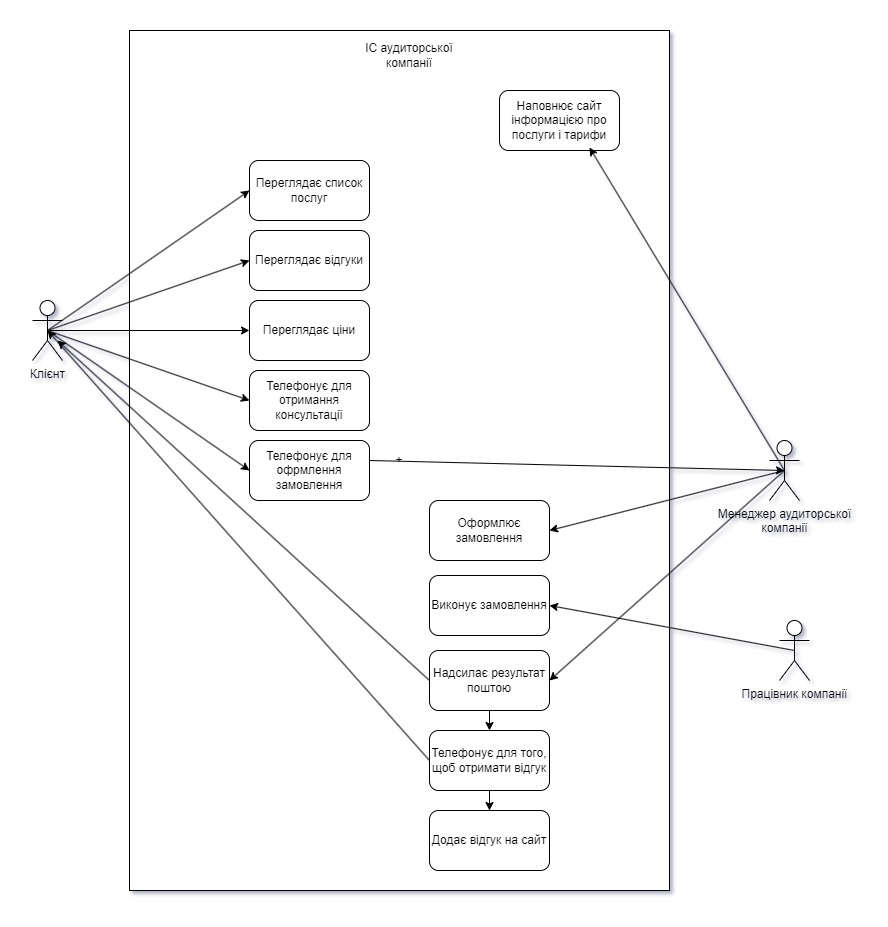 ІС аудиторської
компанії
Наповнює сайт
інформацією про
послуги і тарифи
Переглядає список
послуг
Переглядає відгуки
Переглядає ціни
Клієнт
Телефонує для
отримання
консультації
Телефонує для
офрмлення
замовлення
Менеджер аудиторської
компанії
Оформлює
замовлення
Виконує замовлення
Працівник компанії
Надсилає результат
поштою
Телефонує для того,
щоб отримати відгук
Додає відгук на сайт